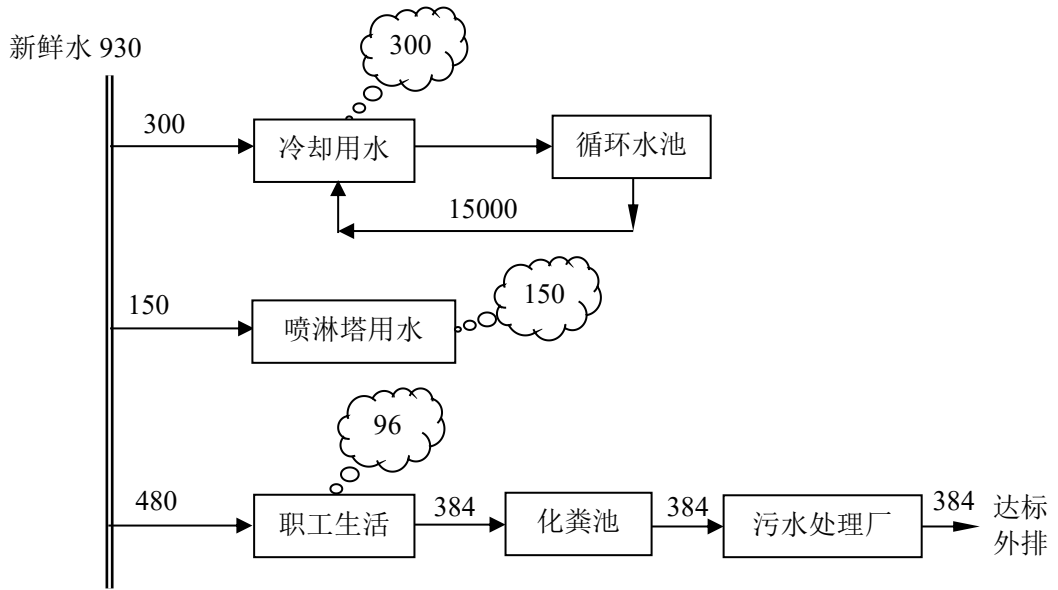 新鲜水 930
300
300
冷却用水
循环水池
15000
150
喷淋塔用水
150
96
480
职工生活
384
化粪池
384
污水处理厂
384
达标
外排